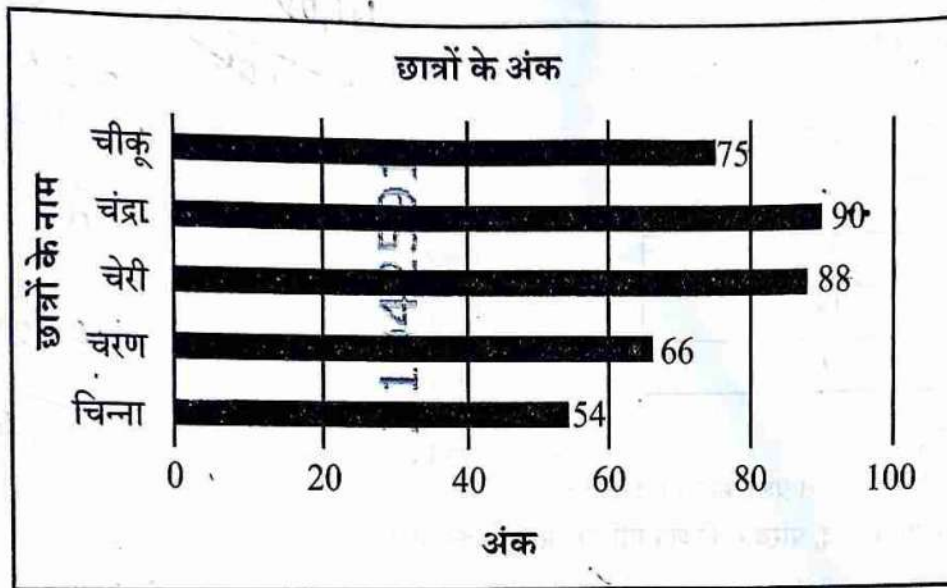 छात्रों के अंक
छात्रों के नाम
चीकू 75
चंद्रा 90
चेरी 88
चरण 66
चिन्ना 54
0 20 40 60 80 100
अंक